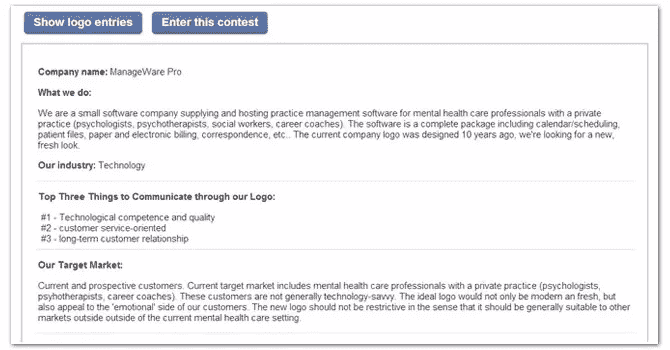 Show logo entries
Enter this contest
Company name: ManageWare Pro
What we do:
We are a small software company supplying and hosting practice management software for mental health care professionals with a private
practice (psychologists, psychotherapists, social workers, career coaches). The software is a complete package including calendar/scheduling,
patient files, paper and electronic billing, correspondence, etc.. The current company logo was designed 10 years ago, we're looking for a new,
fresh look.
Our industry: Technology
Top Three Things to Communicate through our Logo:
#1 - Technological competence and quality
#2 - customer service-oriented
#3 - long-term customer relationship
Our Target Market:
Current and prospective customers. Current target market includes mental health care professionals with a private practice (psychologists,
psyhotherapists, career coaches). These customers are not generally technology-savvy. The ideal logo would not only be modern an fresh, but
also appeal to the 'emotional' side of our customers. The new logo should not be restrictive in the sense that it should be generally suitable to other
markets outside outside of the current mental health care setting.